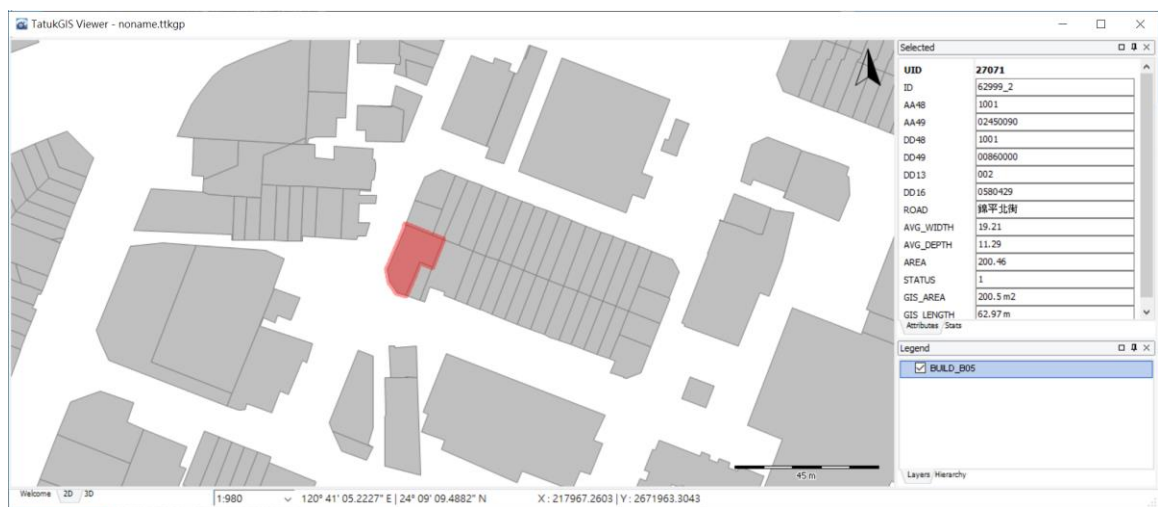 TatukGIS Viewer - noname.ttkgp
Selected
UID 27071
ID 62999_2
AA48 1001
AA49 02450090
DD48 1001
DD49 00860000
DD13 002
DD16 0580429
ROAD 錦平北街
AVG_WIDTH 19.21
AVG_DEPTH 11.29
AREA 200.46
STATUS 1
GIS_AREA 200.5 m2
GIS_LENGTH 62.97 m
Attributes Stats
Legend
BUILD_B05
Layers Hierarchy
45 m
Welcome 2D 3D
1:980 120° 41' 05.2227" E | 24° 09' 09.4882" N X : 217967.2603 | Y : 2671963.3043